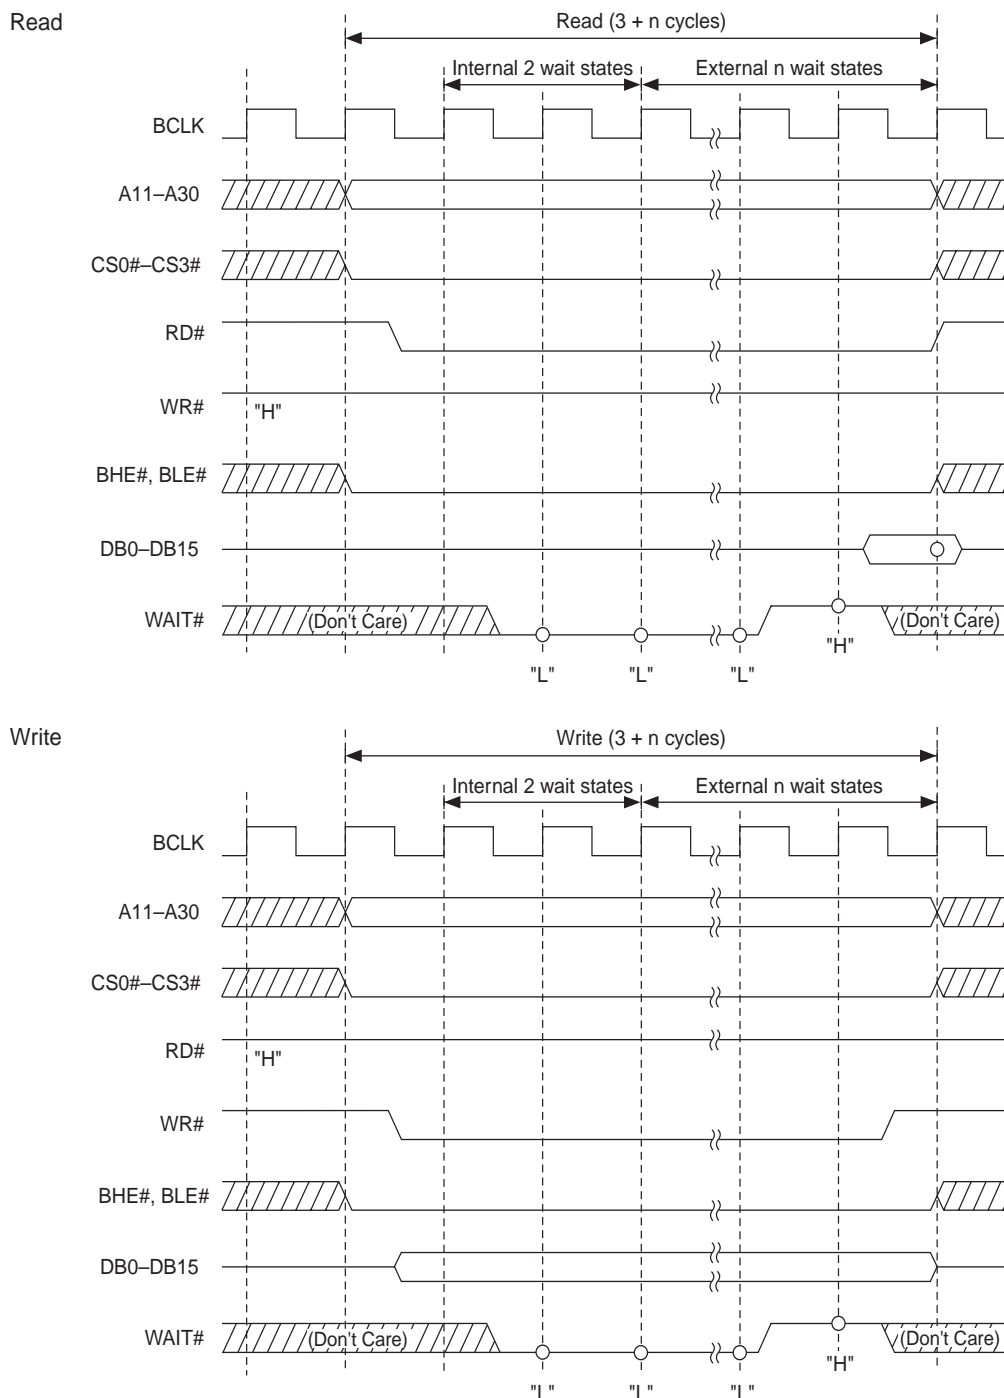 Read
Read (3 + n cycles)
Internal 2 wait states External n wait states
BCLK
A11–A30
CS0#–CS3#
RD#
WR# "H"
BHE#, BLE#
DB0–DB15
WAIT# (Don't Care) "H" (Don't Care)
"L" "L" "L"
Write
Write (3 + n cycles)
Internal 2 wait states External n wait states
BCLK
A11–A30
CS0#–CS3#
RD# "H"
WR#
BHE#, BLE#
DB0–DB15
WAIT# (Don't Care) "H" (Don't Care)
"L" "L" "L"